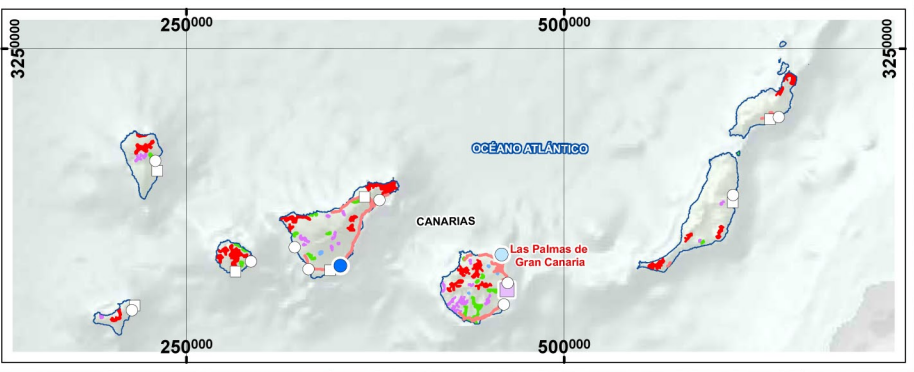 250000
500000
3250000
3250000
OCÉANO ATLÁNTICO
CANARIAS
Las Palmas de
Gran Canaria
250000
500000